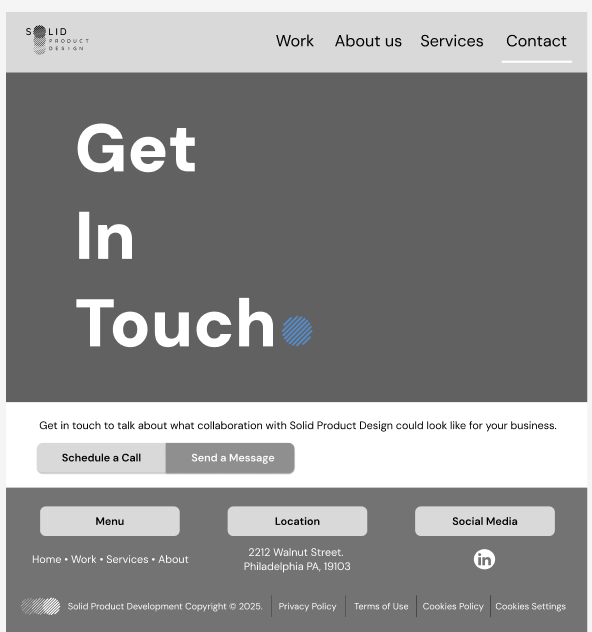 SOLID
PRODUCT
DESIGN
Work About us Services Contact
Get
In
Touch
Get in touch to talk about what collaboration with Solid Product Design could look like for your business.
Schedule a Call Send a Message
Menu Location Social Media
Home • Work • Services • About
2212 Walnut Street.
Philadelphia PA, 19103
in
Solid Product Development Copyright © 2025. Privacy Policy Terms of Use Cookies Policy Cookies Settings